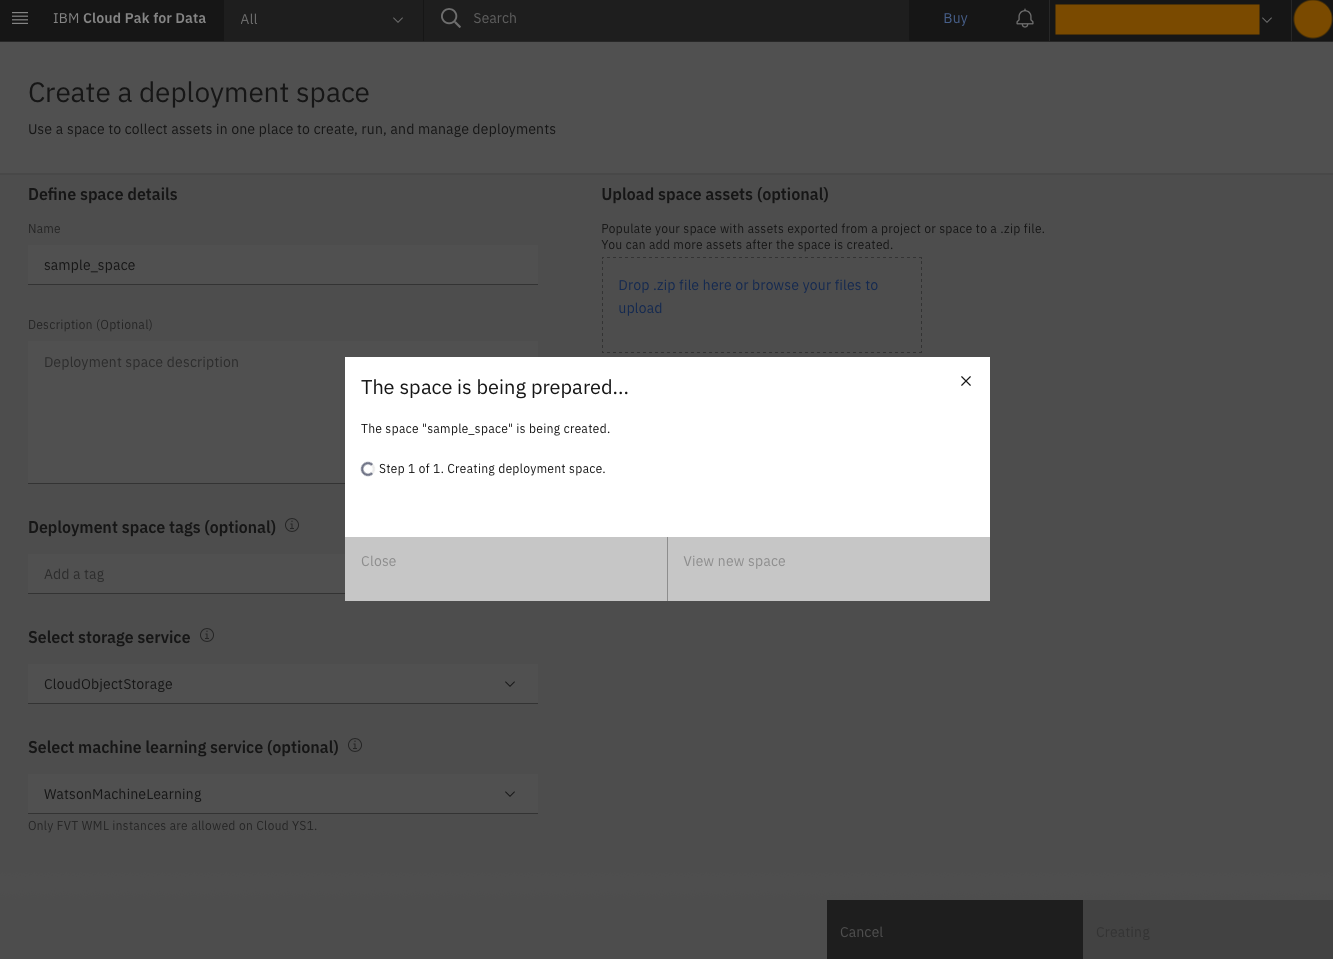 IBM Cloud Pak for Data
All
Search
Buy
Create a deployment space
Use a space to collect assets in one place to create, run, and manage deployments
Define space details
Name
sample_space
Description (Optional)
Deployment space description
Deployment space tags (optional)
Add a tag
Select storage service
CloudObjectStorage
Select machine learning service (optional)
WatsonMachineLearning
Only FVT WML instances are allowed on Cloud YS1.
Upload space assets (optional)
Populate your space with assets exported from a project or space to a .zip file.
You can add more assets after the space is created.
Drop .zip file here or browse your files to
upload
The space is being prepared...
The space "sample_space" is being created.
Step 1 of 1. Creating deployment space.
Close
View new space
Cancel
Creating